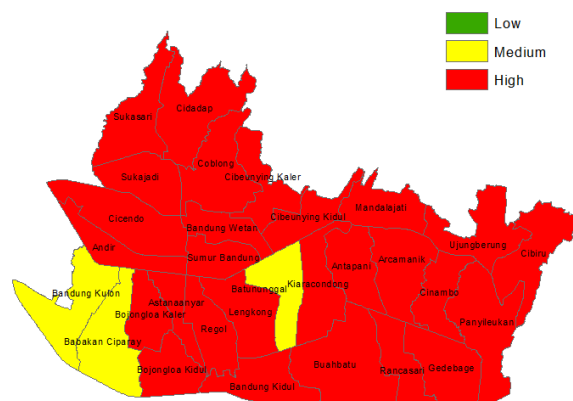 Low
Medium
High
Cidadap
Sukasari
Coblong
Sukajadi
Cibeunying Kaler
Mandalajati
Cicendo
Cibeunying Kidul
Bandung Wetan
Andir
Ujungberung
Cibiru
Sumur Bandung
Arcamanik
Antapani
Kiaracondong
Batununggal
Bandung Kulon
Cinambo
Astanaanyar
Bojongloa Kaler
Lengkong
Panyileukan
Regol
Babakan Ciparay
Buahbatu
Gedebage
Bojongloa Kidul
Rancasari
Bandung Kidul